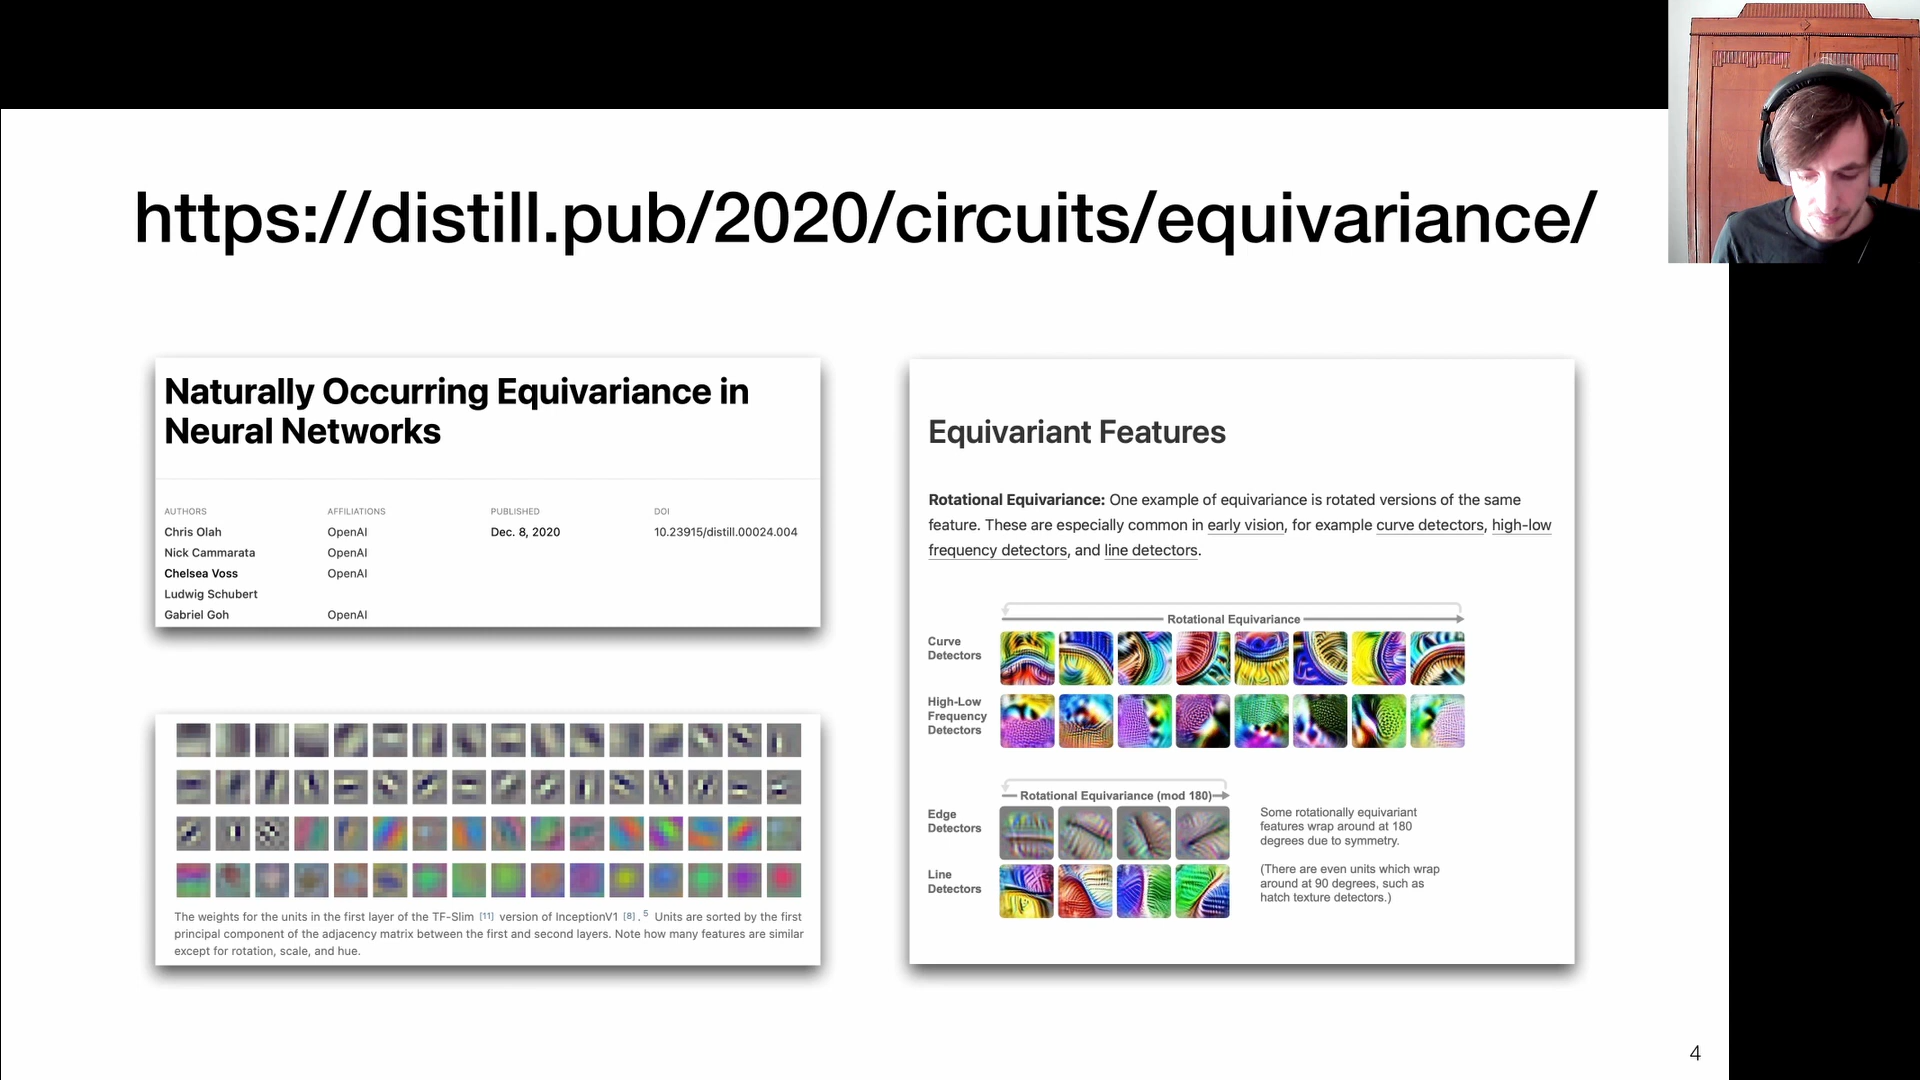 https://distill.pub/2020/circuits/equivariance/
Naturally Occurring Equivariance in
Neural Networks
AUTHORS AFFILIATIONS PUBLISHED DOI
Chris Olah OpenAI Dec. 8, 2020 10.23915/distill.00024.004
Nick Cammarata OpenAI
Chelsea Voss OpenAI
Ludwig Schubert
Gabriel Goh OpenAI
The weights for the units in the first layer of the TF-Slim [11] version of InceptionV1 [8] . 5 Units are sorted by the first
principal component of the adjacency matrix between the first and second layers. Note how many features are similar
except for rotation, scale, and hue.
Equivariant Features
Rotational Equivariance: One example of equivariance is rotated versions of the same
feature. These are especially common in early vision, for example curve detectors, high-low
frequency detectors, and line detectors.
Rotational Equivariance
Curve
Detectors
High-Low
Frequency
Detectors
Rotational Equivariance (mod 180)
Edge
Detectors
Line
Detectors
Some rotationally equivariant
features wrap around at 180
degrees due to symmetry.
(There are even units which wrap
around at 90 degrees, such as
hatch texture detectors.)
4